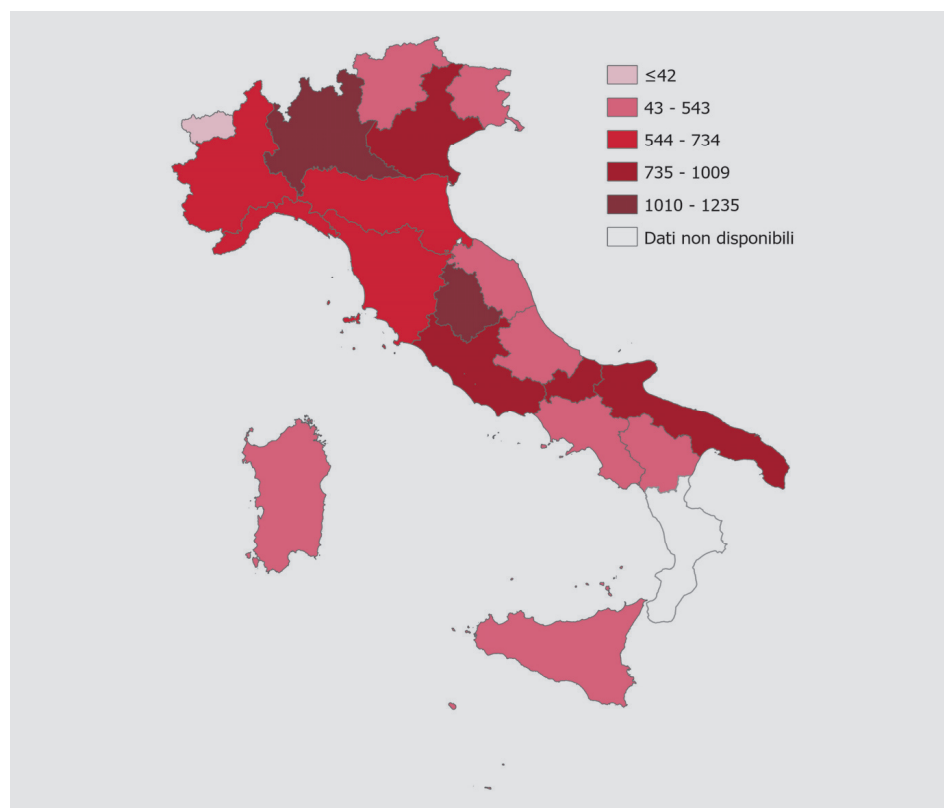 ≤42
43 - 543
544 - 734
735 - 1009
1010 - 1235
Dati non disponibili